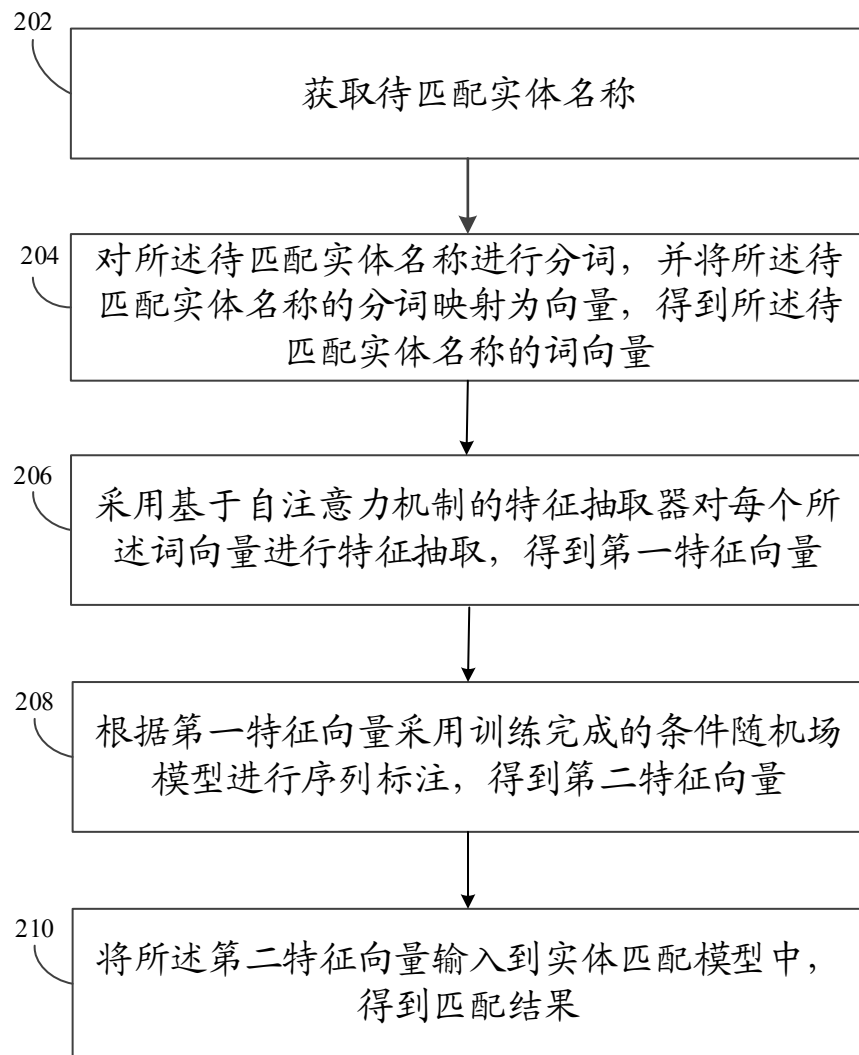 202
获取待匹配实体名称
204
对所述待匹配实体名称进行分词，并将所述待
匹配实体名称的分词映射为向量，得到所述待
匹配实体名称的词向量
206
采用基于自注意力机制的特征抽取器对每个所
述词向量进行特征抽取，得到第一特征向量
208
根据第一特征向量采用训练完成的条件随机场
模型进行序列标注，得到第二特征向量
210
将所述第二特征向量输入到实体匹配模型中，
得到匹配结果